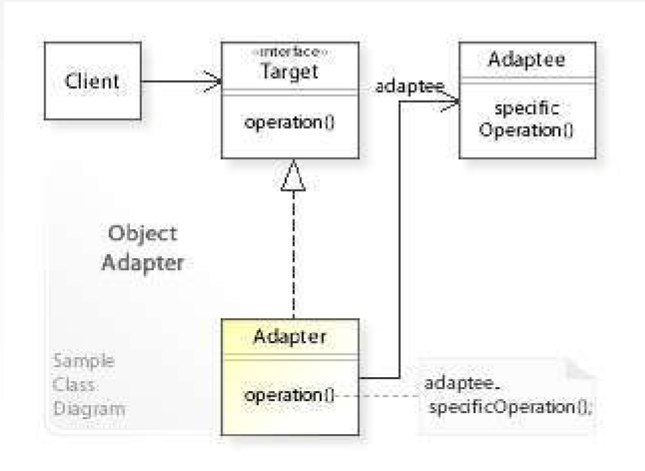 Client
«interface»
Target
operation()
adaptee
Adaptee
specific
Operation()
Object
Adapter
Adapter
operation()
adaptee.
specificOperation();
Sample
Class
Diagram